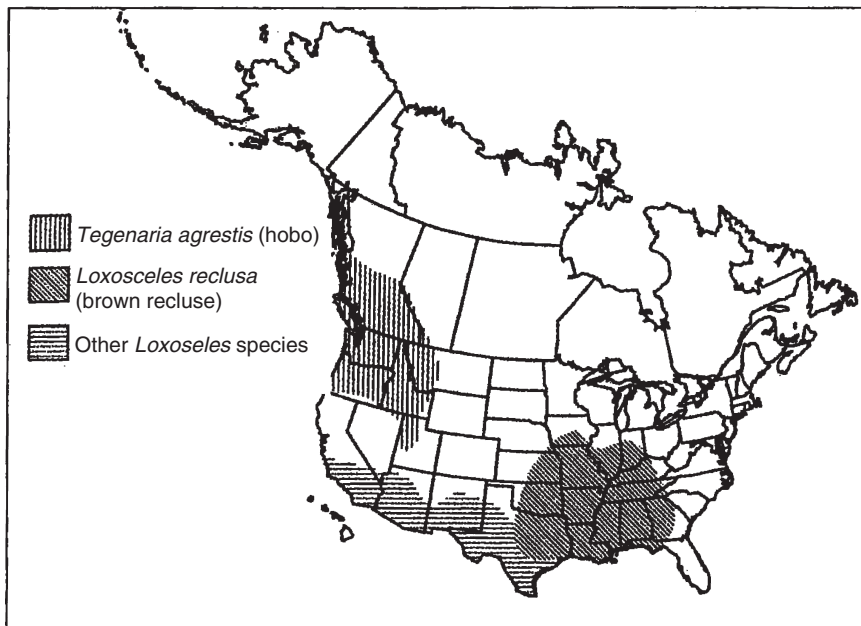 Tegenaria agrestis (hobo)
Loxosceles reclusa
(brown recluse)
Other Loxoseles species